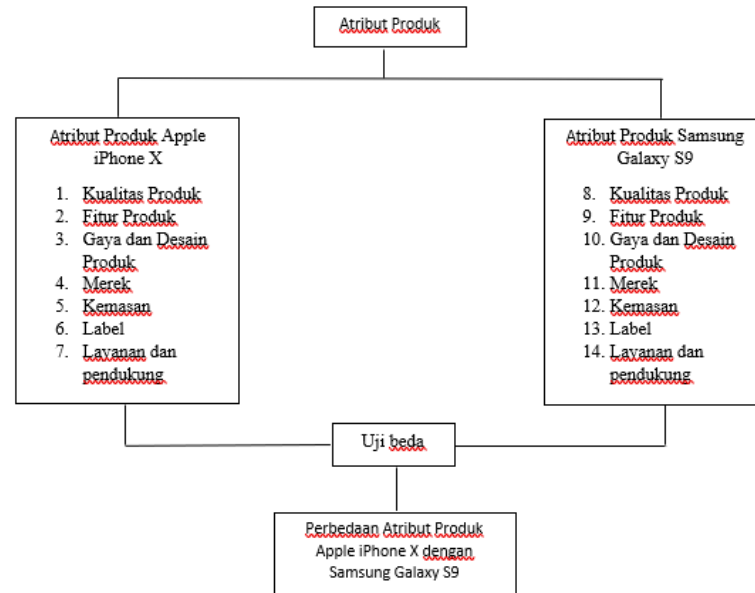 Atribut Produk
Atribut Produk Apple
iPhone X
1. Kualitas Produk
2. Fitur Produk
3. Gaya dan Desain
Produk
4. Merek
5. Kemasan
6. Label
7. Layanan dan
pendukung
Atribut Produk Samsung
Galaxy S9
8. Kualitas Produk
9. Fitur Produk
10. Gaya dan Desain
Produk
11. Merek
12. Kemasan
13. Label
14. Layanan dan
pendukung
Uji beda
Perbedaan Atribut Produk
Apple iPhone X dengan
Samsung Galaxy S9